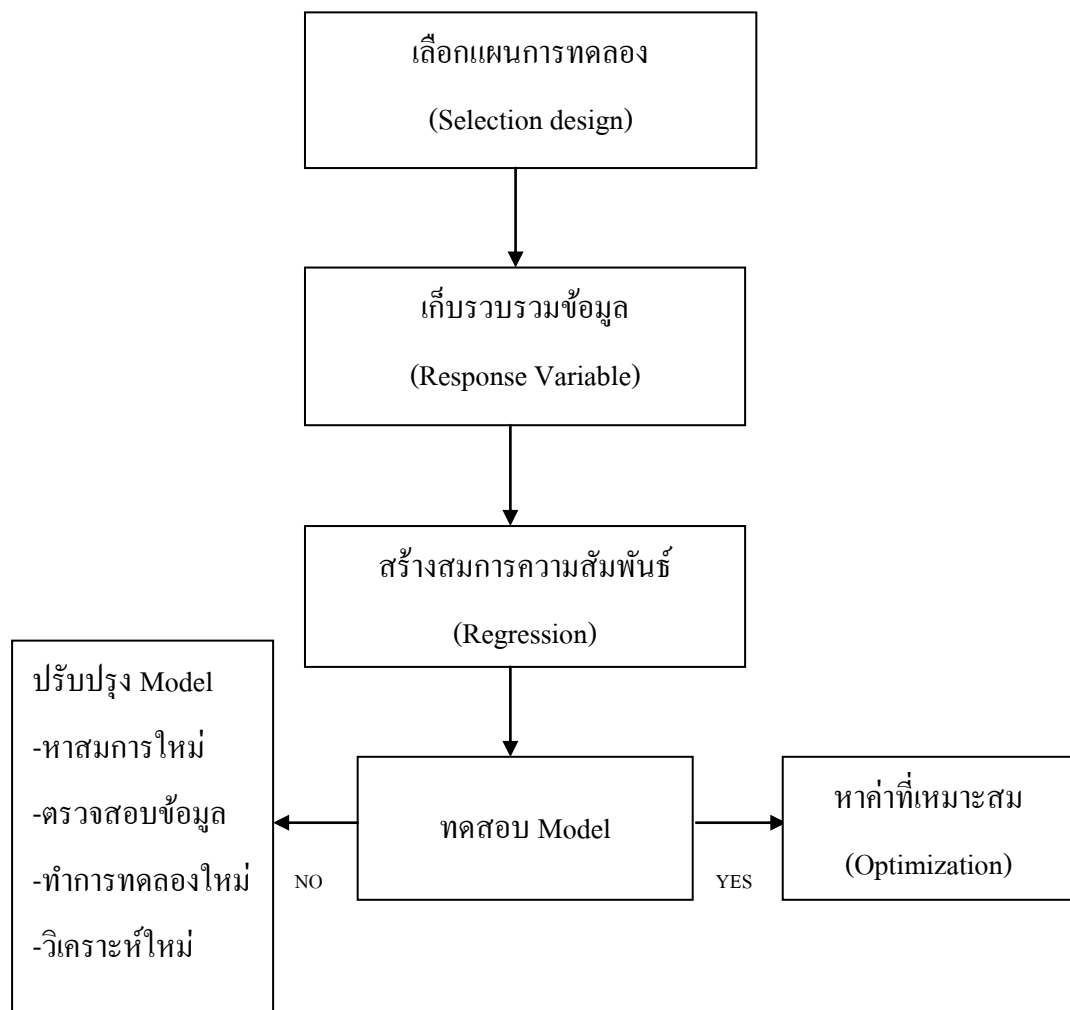 เลือกแผนการทดลอง
(Selection design)
เก็บรวบรวมข้อมูล
(Response Variable)
สร้างสมการความสัมพันธ์
(Regression)
ปรับปรุง Model
-หาสมการใหม่
-ตรวจสอบข้อมูล
-ทำการทดลองใหม่
-วิเคราะห์ใหม่
NO
ทดสอบ Model
YES
หาค่าที่เหมาะสม
(Optimization)